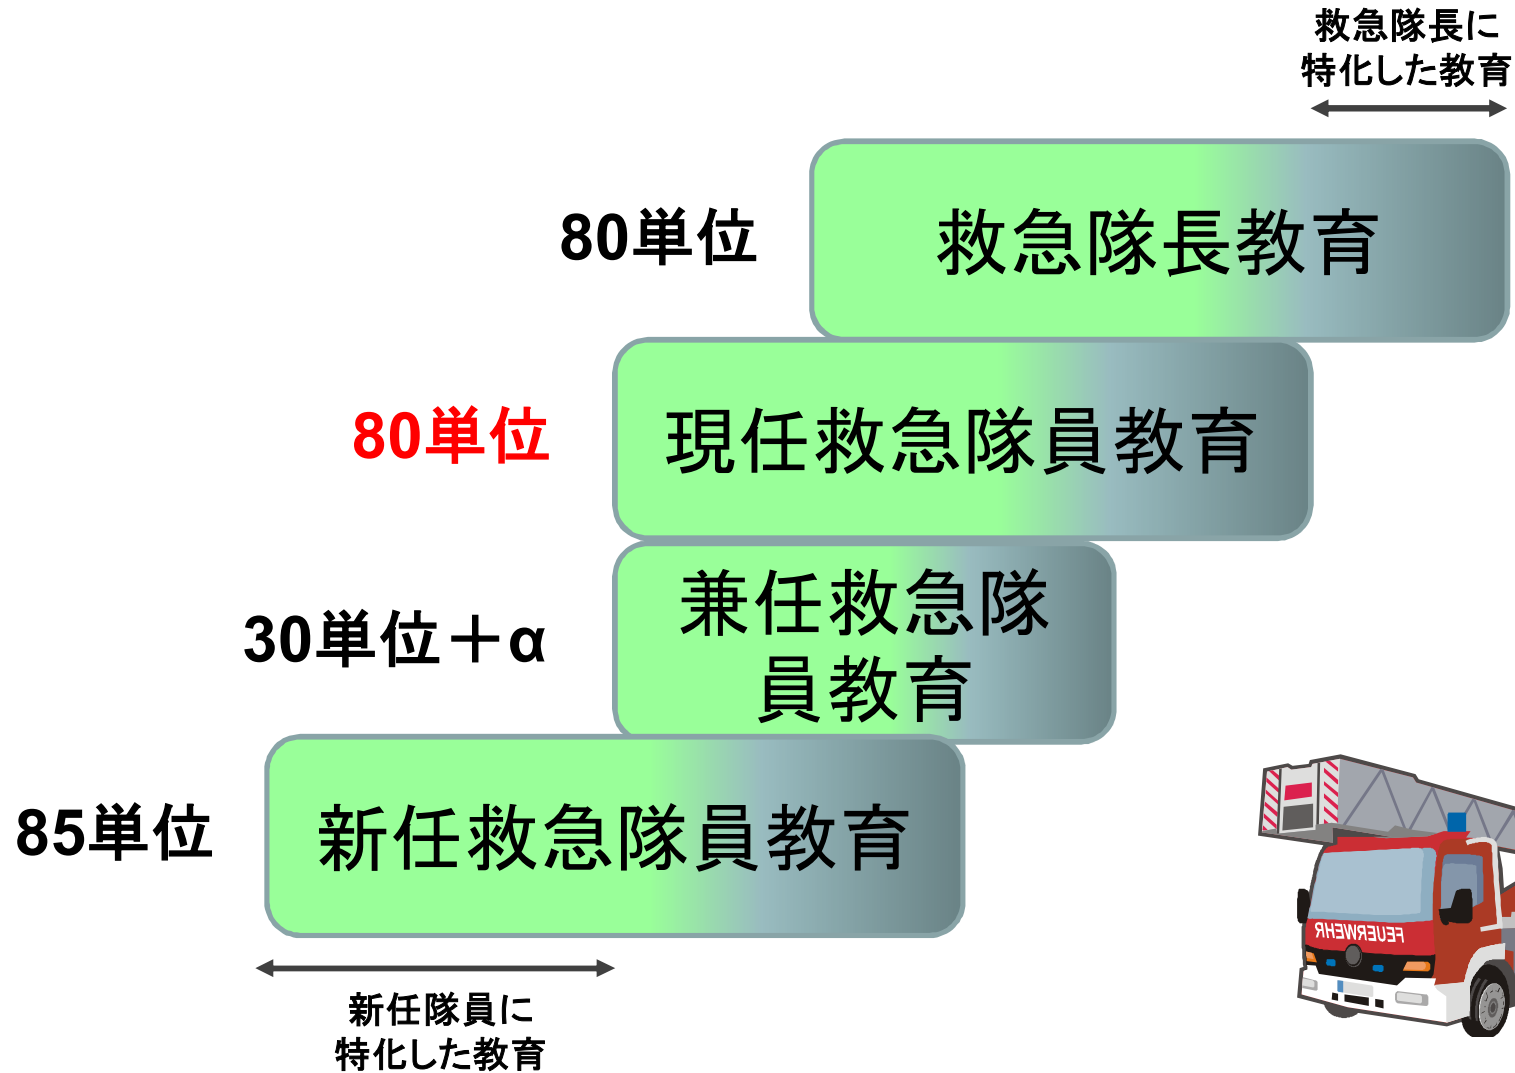 救急隊長に
特化した教育
80単位
救急隊長教育
80単位
現任救急隊員教育
30単位＋α
兼任救急隊
員教育
85単位
新任救急隊員教育
新任隊員に
特化した教育
FEUERWEHR